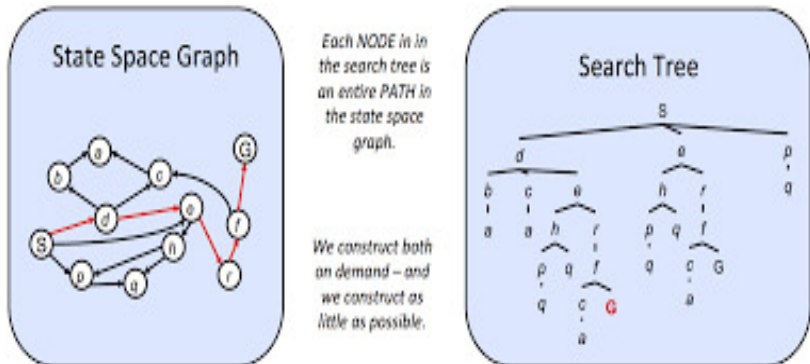 State Space Graph
a
G
b
c
d
e
f
S
h
p
q
r
Each NODE in in
the search tree is
an entire PATH in
the state space
graph.
We construct both
on demand – and
we construct as
little as possible.
Search Tree
S
d e p
b c e h r q
a a h r p q f
p q f q c G
q c G a
a